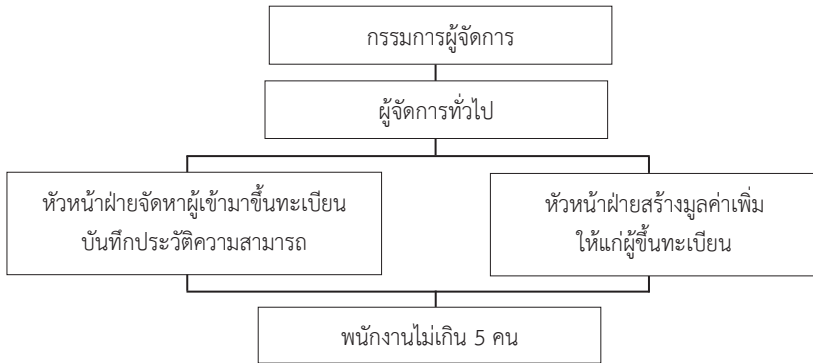 กรรมการผู้จัดการ
ผู้จัดการทั่วไป
หัวหน้าฝ่ายจัดหาผู้เข้ามาขึ้นทะเบียน
บันทึกประวัติความสามารถ
หัวหน้าฝ่ายสร้างมูลค่าเพิ่ม
ให้แก่ผู้ขึ้นทะเบียน
พนักงานไม่เกิน 5 คน